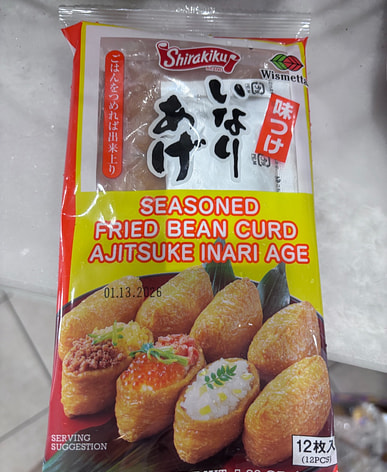 Shirakiku
Wismetta
味つけ
いなり
あげ
ごはんをつめれば出来上り
SEASONED
FRIED BEAN CURD
AJITSUKE INARI AGE
01.13.2026
SERVING
SUGGESTION
12枚入
(12PCS)